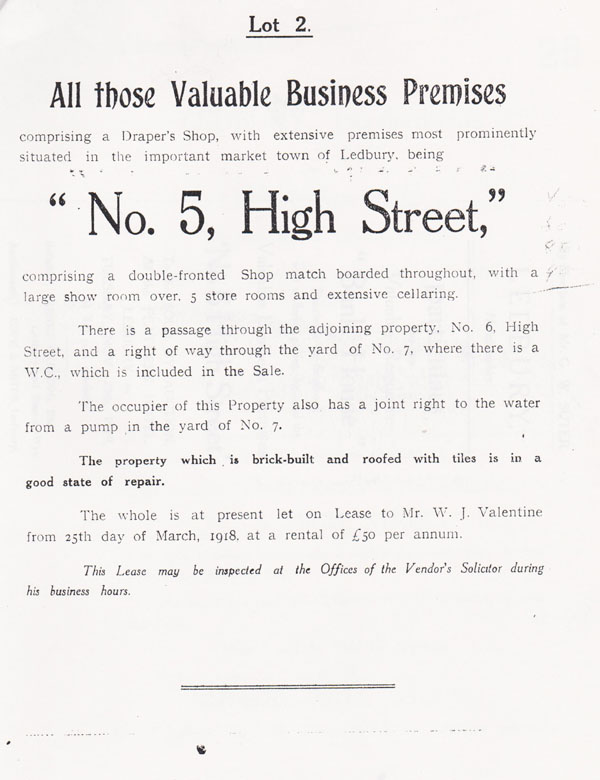 Lot 2.
All those Valuable Business Premises
comprising a Draper's Shop, with extensive premises most prominently
situated in the important market town of Ledbury, being
“ No. 5, High Street,”
comprising a double-fronted Shop match boarded throughout, with a
large show room over, 5 store rooms and extensive cellaring.
There is a passage through the adjoining property, No. 6, High
Street, and a right of way through the yard of No. 7, where there is a
W.C., which is included in the Sale.
The occupier of this Property also has a joint right to the water
from a pump in the yard of No. 7.
The property which is brick-built and roofed with tiles is in a
good state of repair.
The whole is at present let on Lease to Mr. W. J. Valentine
from 25th day of March, 1918, at a rental of £50 per annum.
This Lease may be inspected at the Offices of the Vendor's Solicitor during
his business hours.